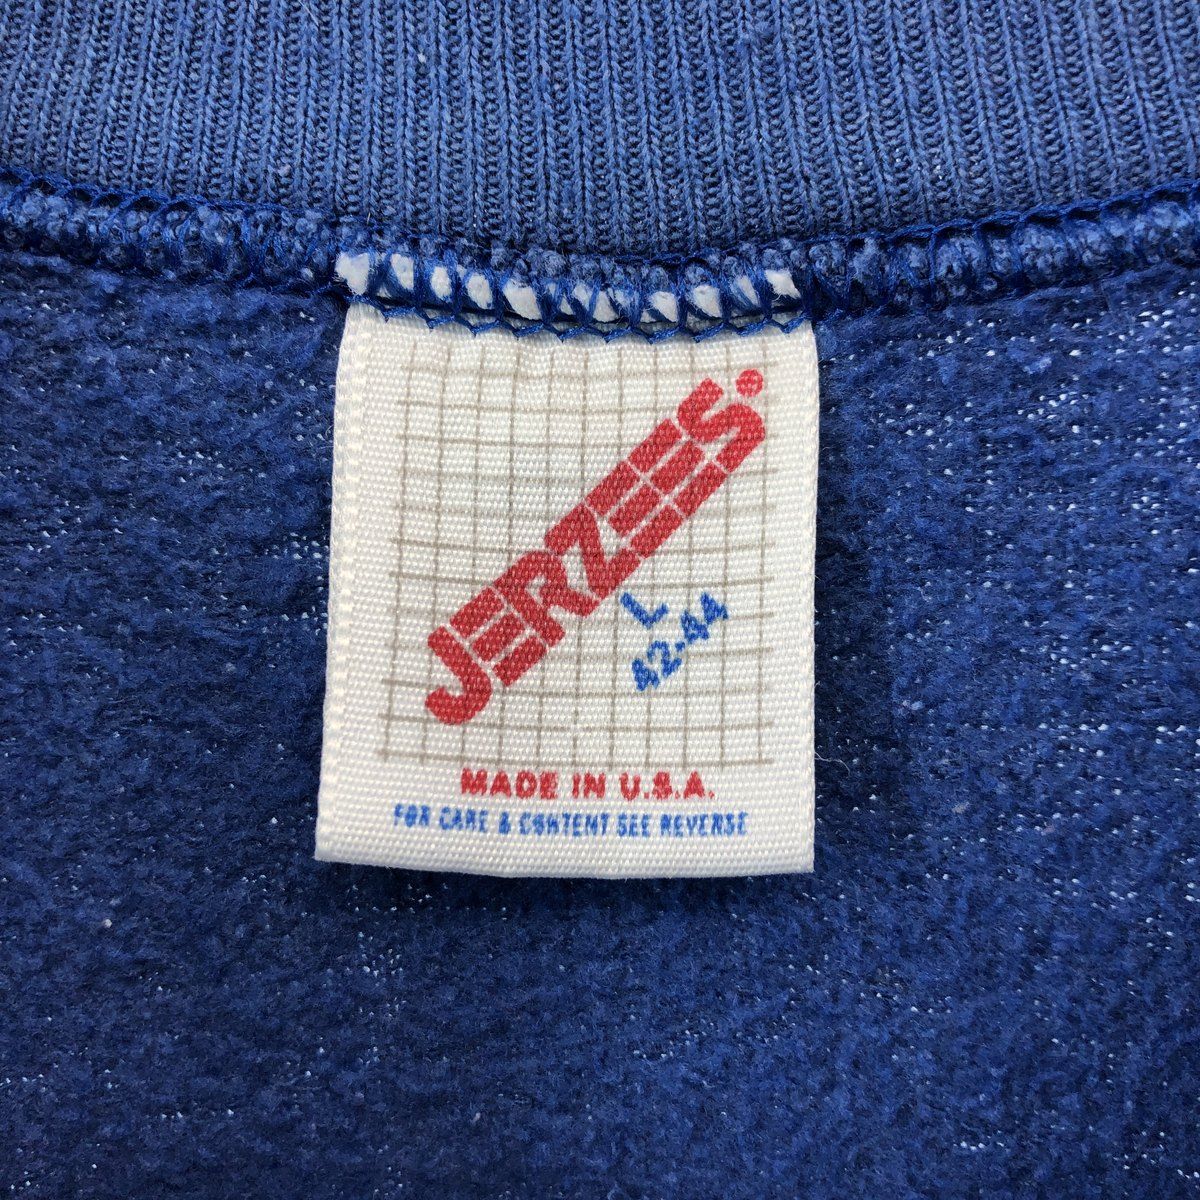 JERZEES®
L
42-44
MADE IN U.S.A.
FOR CARE & CONTENT SEE REVERSE